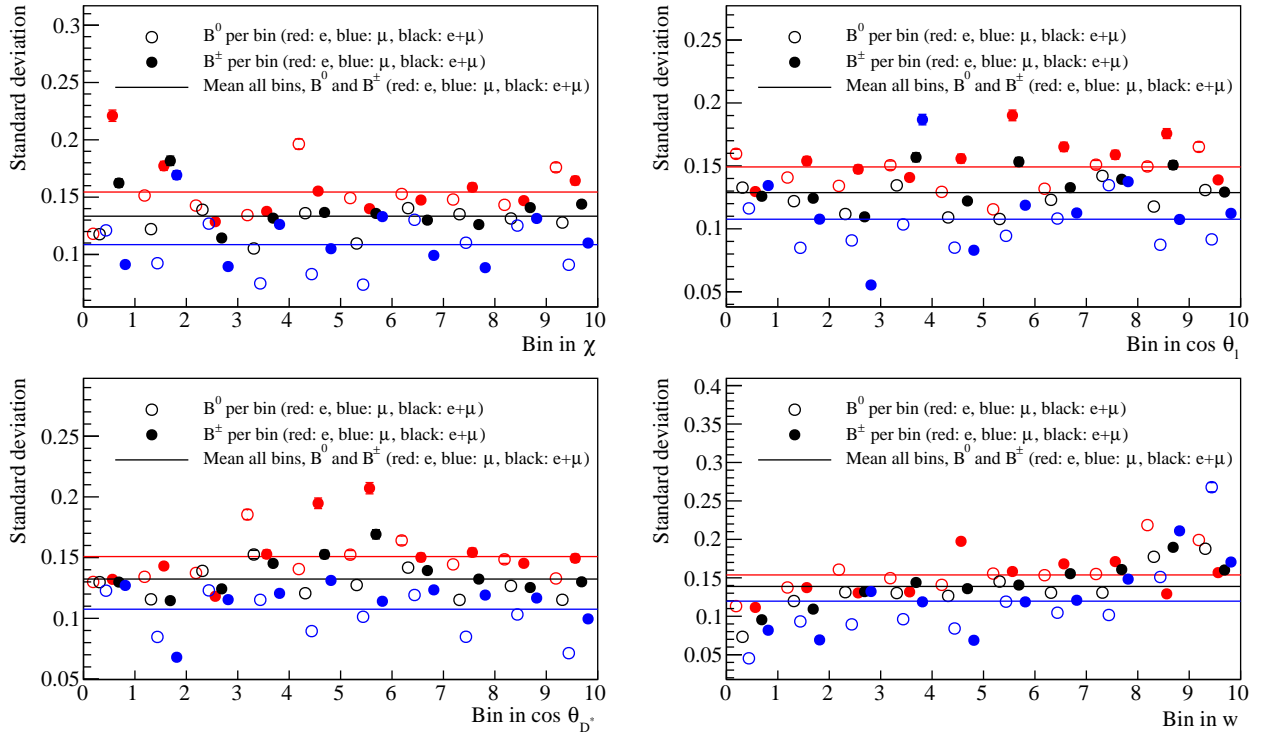 Standard deviation
0.3
0.25
0.2
0.15
0.1
B⁰ per bin (red: e, blue: μ, black: e+μ)
B± per bin (red: e, blue: μ, black: e+μ)
Mean all bins, B⁰ and B± (red: e, blue: μ, black: e+μ)
0 1 2 3 4 5 6 7 8 9 10
Bin in χ
Standard deviation
0.25
0.2
0.15
0.1
0.05
B⁰ per bin (red: e, blue: μ, black: e+μ)
B± per bin (red: e, blue: μ, black: e+μ)
Mean all bins, B⁰ and B± (red: e, blue: μ, black: e+μ)
0 1 2 3 4 5 6 7 8 9 10
Bin in cos θ_l
Standard deviation
0.25
0.2
0.15
0.1
0.05
B⁰ per bin (red: e, blue: μ, black: e+μ)
B± per bin (red: e, blue: μ, black: e+μ)
Mean all bins, B⁰ and B± (red: e, blue: μ, black: e+μ)
0 1 2 3 4 5 6 7 8 9 10
Bin in cos θ_D*
Standard deviation
0.4
0.35
0.3
0.25
0.2
0.15
0.1
0.05
0
B⁰ per bin (red: e, blue: μ, black: e+μ)
B± per bin (red: e, blue: μ, black: e+μ)
Mean all bins, B⁰ and B± (red: e, blue: μ, black: e+μ)
0 1 2 3 4 5 6 7 8 9 10
Bin in w